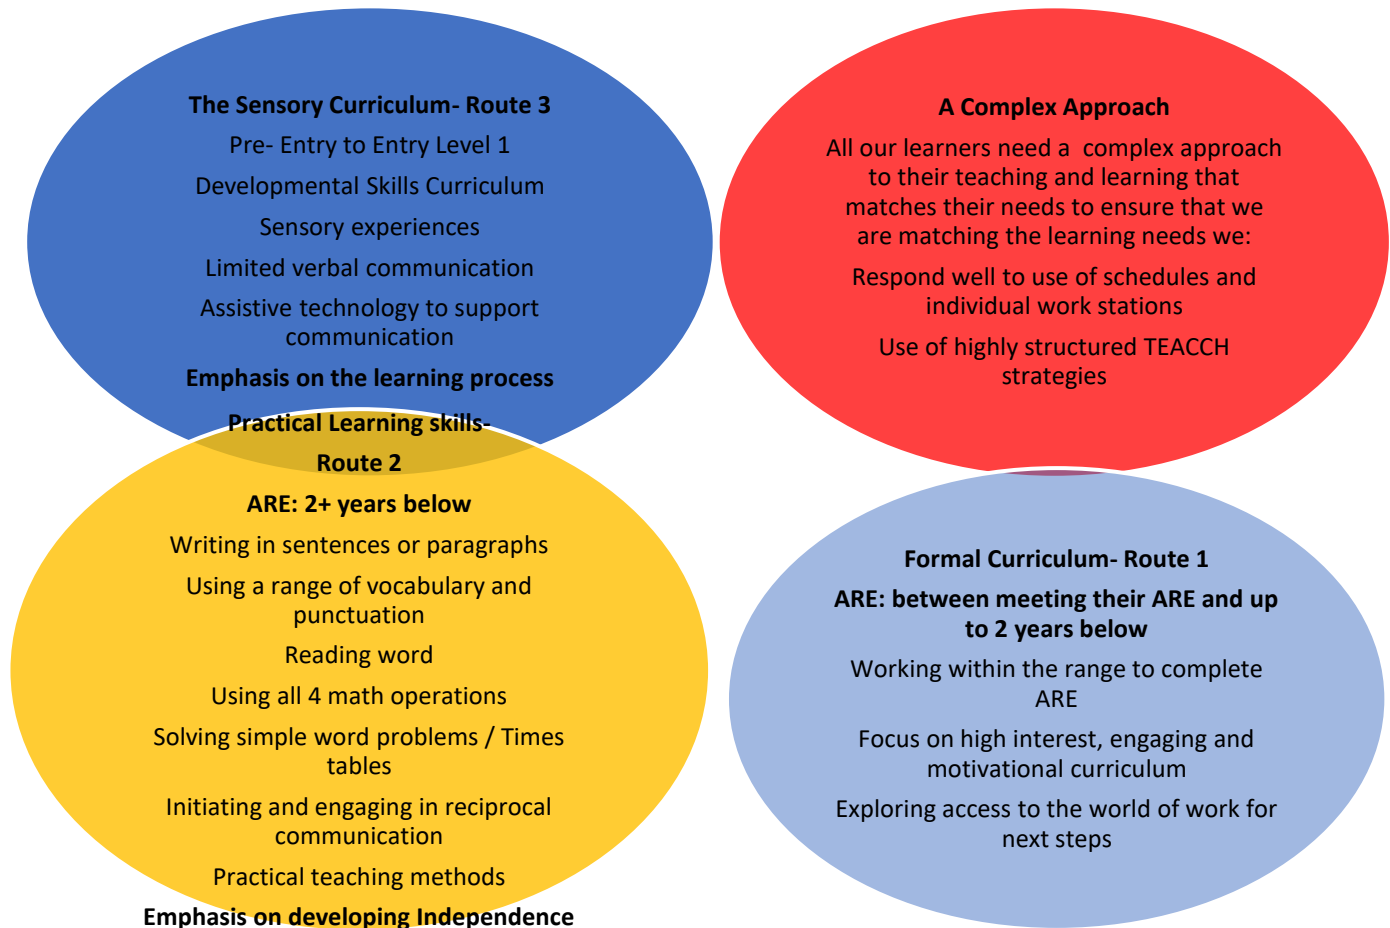 The Sensory Curriculum- Route 3
Pre- Entry to Entry Level 1
Developmental Skills Curriculum
Sensory experiences
Limited verbal communication
Assistive technology to support
communication
Emphasis on the learning process
Practical Learning skills-
Route 2
ARE: 2+ years below
Writing in sentences or paragraphs
Using a range of vocabulary and
punctuation
Reading word
Using all 4 math operations
Solving simple word problems / Times
tables
Initiating and engaging in reciprocal
communication
Practical teaching methods
Emphasis on developing Independence
A Complex Approach
All our learners need a  complex approach
to their teaching and learning that
matches their needs to ensure that we
are matching the learning needs we:
Respond well to use of schedules and
individual work stations
Use of highly structured TEACCH
strategies
Formal Curriculum- Route 1
ARE: between meeting their ARE and up
to 2 years below
Working within the range to complete
ARE
Focus on high interest, engaging and
motivational curriculum
Exploring access to the world of work for
next steps